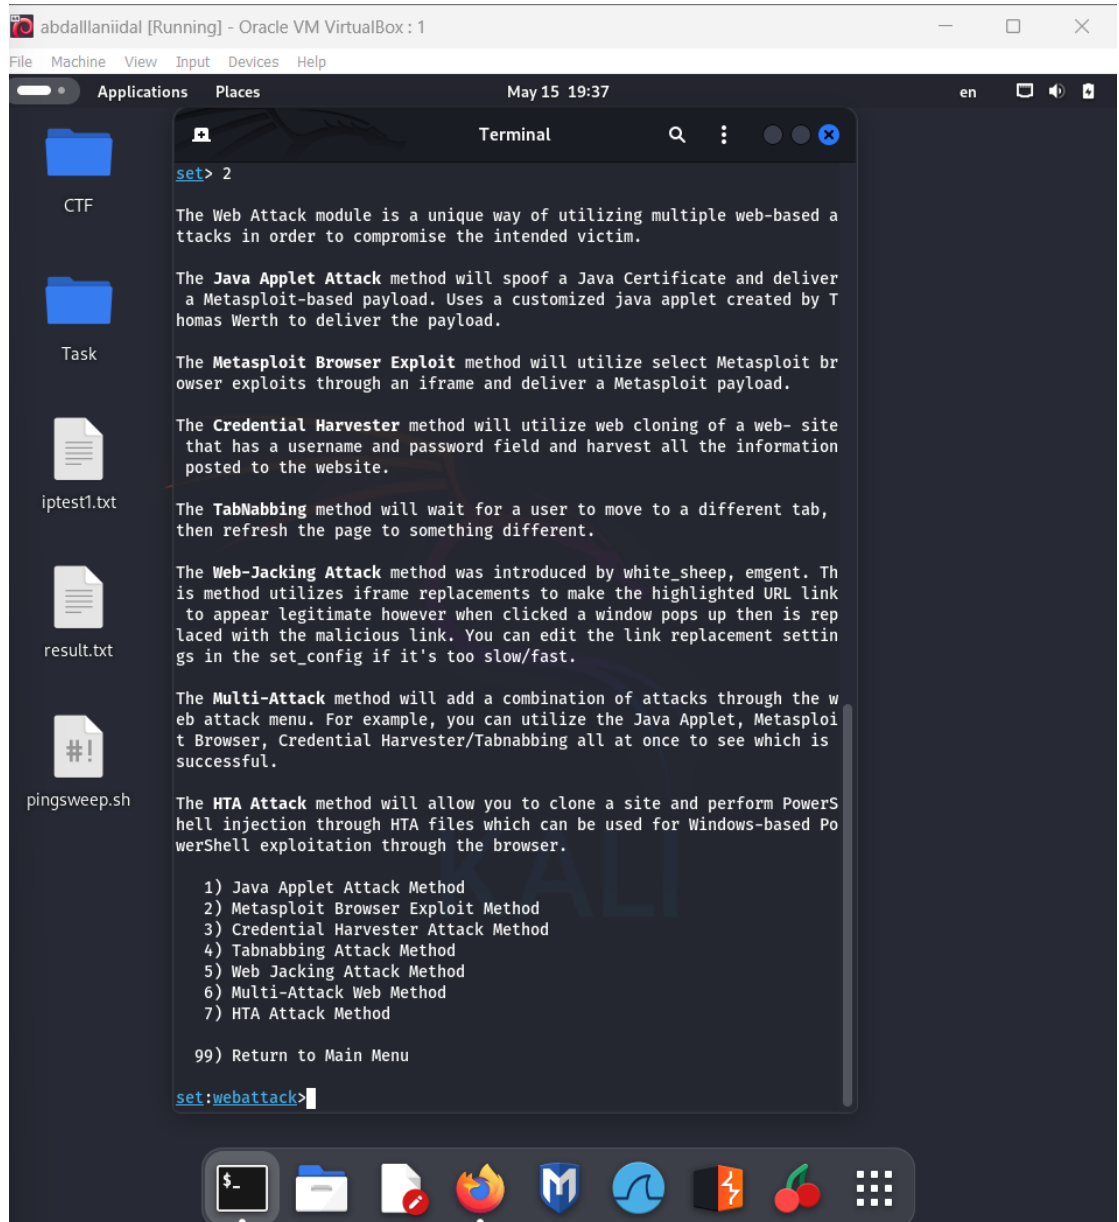 abdalllaniidal [Running] - Oracle VM VirtualBox : 1
File Machine View Input Devices Help
Applications Places May 15 19:37 en
Terminal
CTF
Task
iptest1.txt
result.txt
#!
pingsweep.sh
set> 2
The Web Attack module is a unique way of utilizing multiple web-based a
ttacks in order to compromise the intended victim.
The Java Applet Attack method will spoof a Java Certificate and deliver
a Metasploit-based payload. Uses a customized java applet created by T
homas Werth to deliver the payload.
The Metasploit Browser Exploit method will utilize select Metasploit br
owser exploits through an iframe and deliver a Metasploit payload.
The Credential Harvester method will utilize web cloning of a web- site
that has a username and password field and harvest all the information
posted to the website.
The TabNabbing method will wait for a user to move to a different tab,
then refresh the page to something different.
The Web-Jacking Attack method was introduced by white_sheep, emgent. Th
is method utilizes iframe replacements to make the highlighted URL link
to appear legitimate however when clicked a window pops up then is rep
laced with the malicious link. You can edit the link replacement settin
gs in the set_config if it's too slow/fast.
The Multi-Attack method will add a combination of attacks through the w
eb attack menu. For example, you can utilize the Java Applet, Metasploi
t Browser, Credential Harvester/Tabnabbing all at once to see which is
successful.
The HTA Attack method will allow you to clone a site and perform PowerS
hell injection through HTA files which can be used for Windows-based Po
werShell exploitation through the browser.
1) Java Applet Attack Method
2) Metasploit Browser Exploit Method
3) Credential Harvester Attack Method
4) Tabnabbing Attack Method
5) Web Jacking Attack Method
6) Multi-Attack Web Method
7) HTA Attack Method
99) Return to Main Menu
set:webattack>
KALI
$_